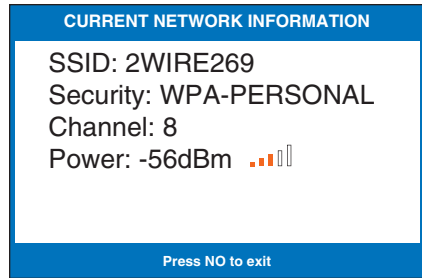 CURRENT NETWORK INFORMATION
SSID: 2WIRE269
Security: WPA-PERSONAL
Channel: 8
Power: -56dBm
Press NO to exit